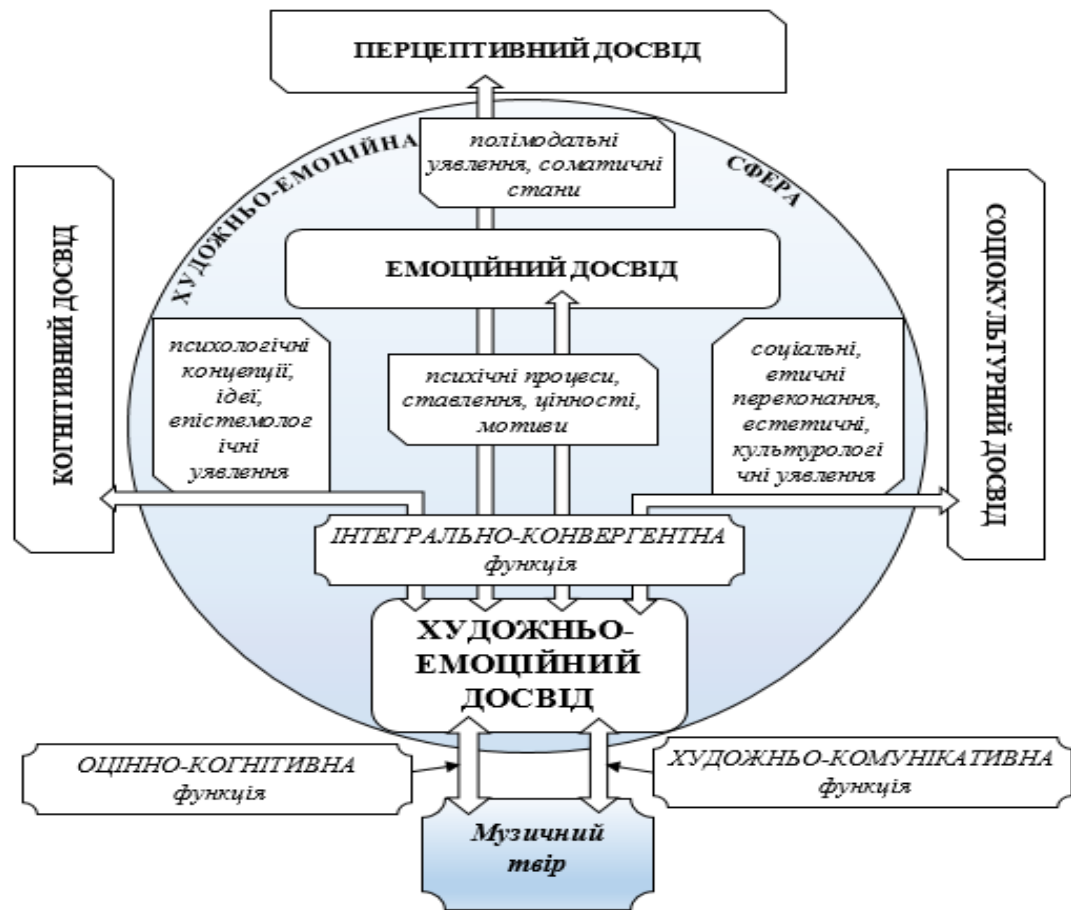 ПЕРЦЕПТИВНИЙ ДОСВІД
ХУДОЖНЬО-ЕМОЦІЙНА
СФЕРА
полімодальні
уявлення, соматичні
стани
КОГНІТИВНИЙ ДОСВІД
СОЦІОКУЛЬТУРНИЙ ДОСВІД
ЕМОЦІЙНИЙ ДОСВІД
психологічні
концепції,
ідеї,
епістемолог
ічні
уявлення
психічні процеси,
ставлення, цінності,
мотиви
соціальні,
етичні
переконання,
естетичні,
культурологі
чні уявлення
ІНТЕГРАЛЬНО-КОНВЕРГЕНТНА
функція
ХУДОЖНЬО-
ЕМОЦІЙНИЙ
ДОСВІД
ОЦІННО-КОГНІТИВНА
функція
ХУДОЖНЬО-КОМУНІКАТИВНА
функція
Музичний
твір